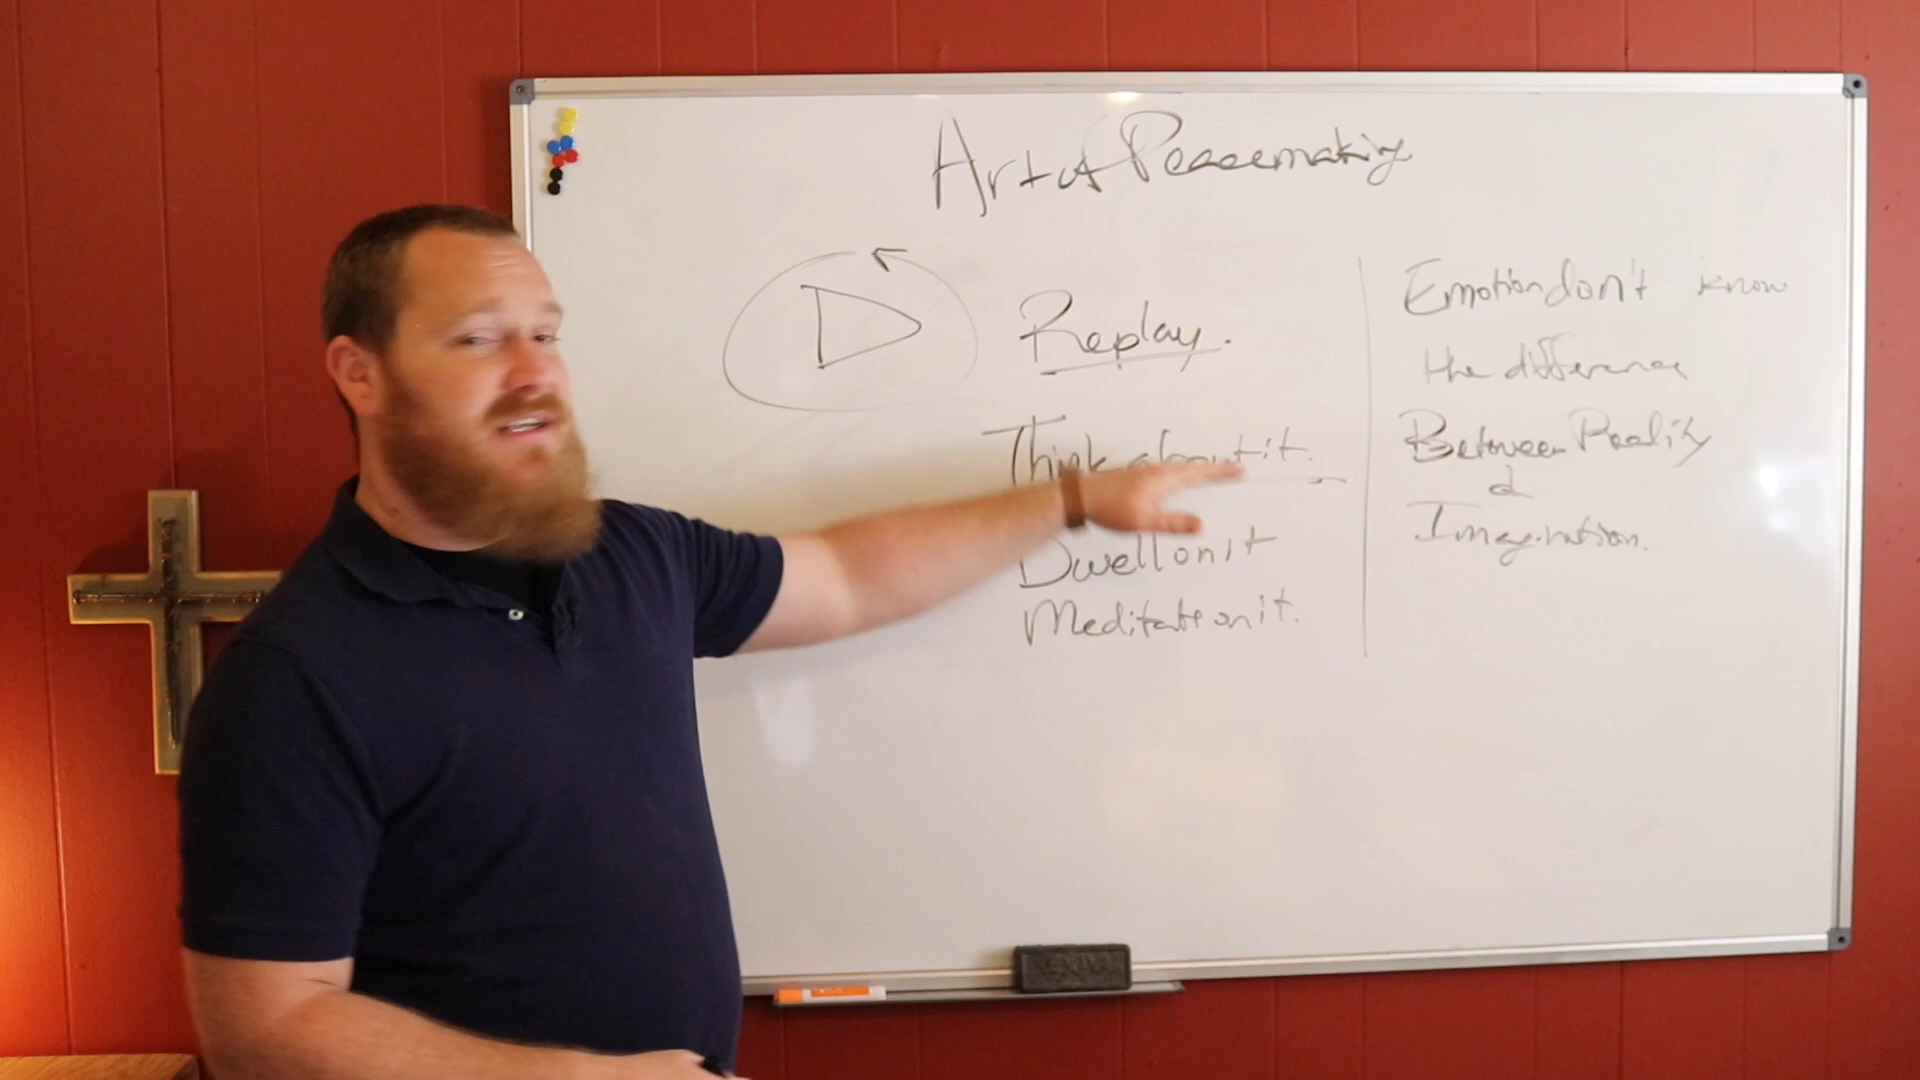 Art of Peacemaking
Replay.
Think about it.
Dwell on it
Meditate on it.
Emotion don't know
the difference
Between Reality
&
Imagination.